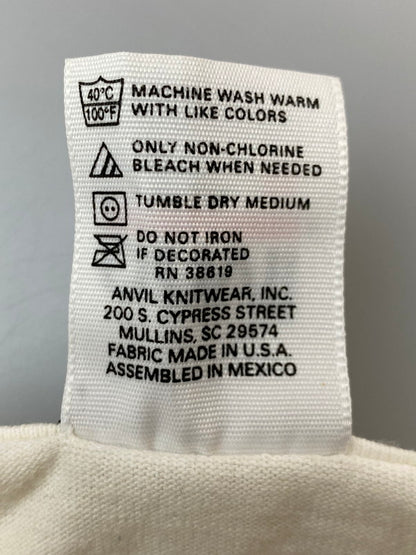 40°C
100°F
MACHINE WASH WARM
WITH LIKE COLORS
ONLY NON-CHLORINE
BLEACH WHEN NEEDED
TUMBLE DRY MEDIUM
DO NOT IRON
IF DECORATED
RN 38619
ANVIL KNITWEAR, INC.
200 S. CYPRESS STREET
MULLINS, SC 29574
FABRIC MADE IN U.S.A.
ASSEMBLED IN MEXICO